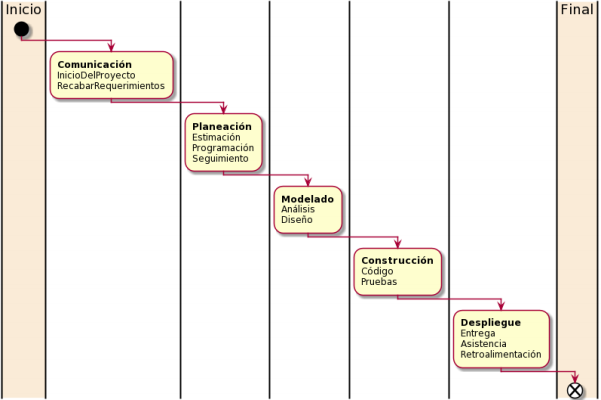 Inicio
Final
Comunicación
InicioDelProyecto
RecabarRequerimientos
Planeación
Estimación
Programación
Seguimiento
Modelado
Análisis
Diseño
Construcción
Código
Pruebas
Despliegue
Entrega
Asistencia
Retroalimentación